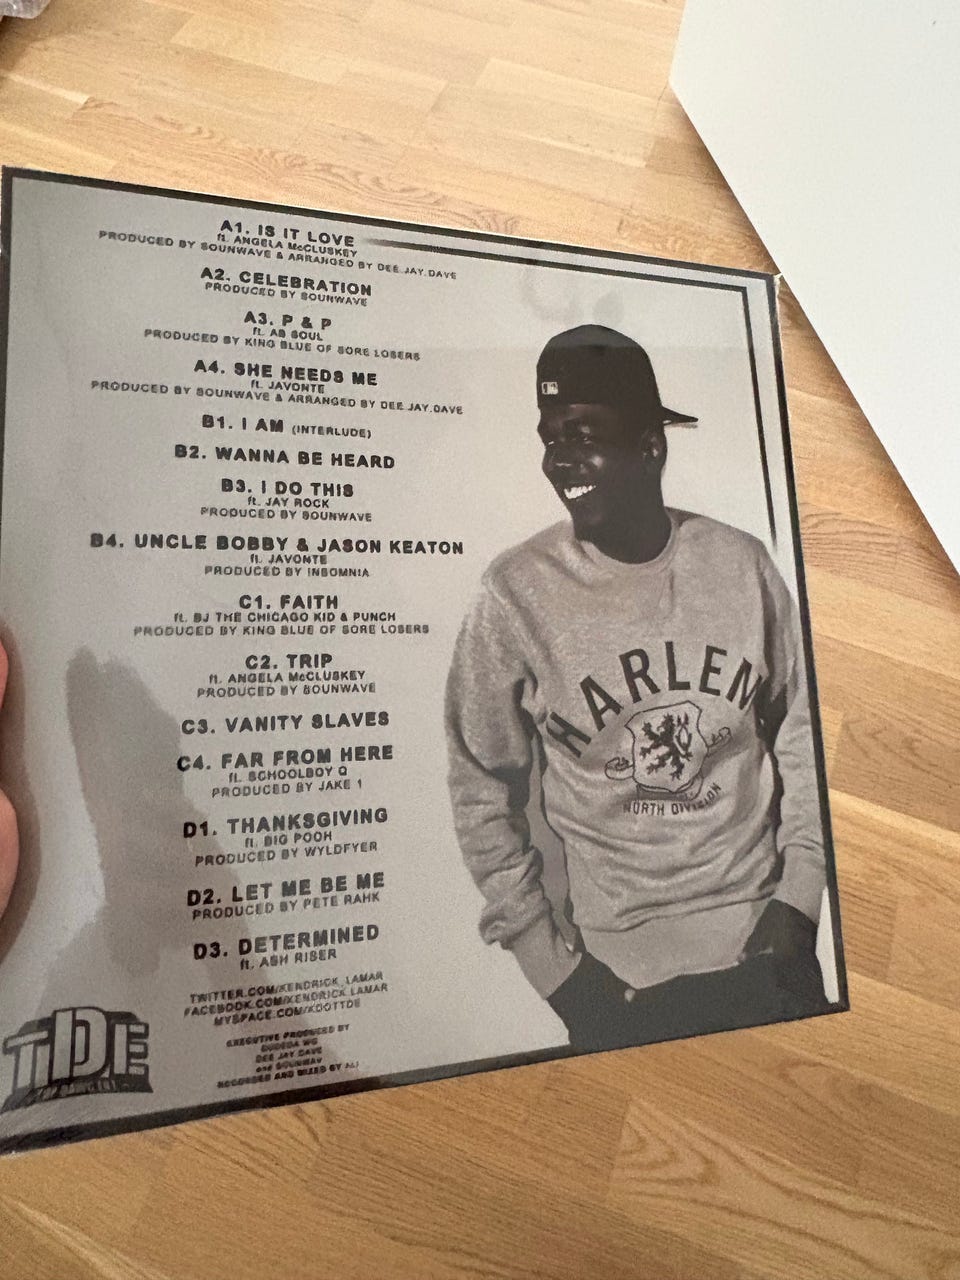 A1. IS IT LOVE
ft. ANGELA McCLUSKEY
PRODUCED BY SOUNWAVE & ARRANGED BY DEE.JAY.DAVE
A2. CELEBRATION
PRODUCED BY SOUNWAVE
A3. P & P
ft. AB SOUL
PRODUCED BY KING BLUE OF SORE LOSERS
A4. SHE NEEDS ME
ft. JAVONTE
PRODUCED BY SOUNWAVE & ARRANGED BY DEE.JAY.DAVE
B1. I AM (INTERLUDE)
B2. WANNA BE HEARD
B3. I DO THIS
ft. JAY ROCK
PRODUCED BY SOUNWAVE
B4. UNCLE BOBBY & JASON KEATON
ft. JAVONTE
PRODUCED BY INSOMNIA
C1. FAITH
ft. BJ THE CHICAGO KID & PUNCH
PRODUCED BY KING BLUE OF SORE LOSERS
C2. TRIP
ft. ANGELA McCLUSKEY
PRODUCED BY SOUNWAVE
C3. VANITY SLAVES
C4. FAR FROM HERE
ft. SCHOOLBOY Q
PRODUCED BY JAKE 1
D1. THANKSGIVING
ft. BIG POOH
PRODUCED BY WYLDFYER
D2. LET ME BE ME
PRODUCED BY PETE RAHK
D3. DETERMINED
ft. ASH RISER
TWITTER.COM/KENDRICK_LAMAR
FACEBOOK.COM/KENDRICK.LAMAR
MYSPACE.COM/KDOTTDE
EXECUTIVE PRODUCED BY
DEE JAY DAVE
and SOUNWAV
RECORDED AND MIXED BY ALI
TDE
HARLEM
NORTH DIVISION